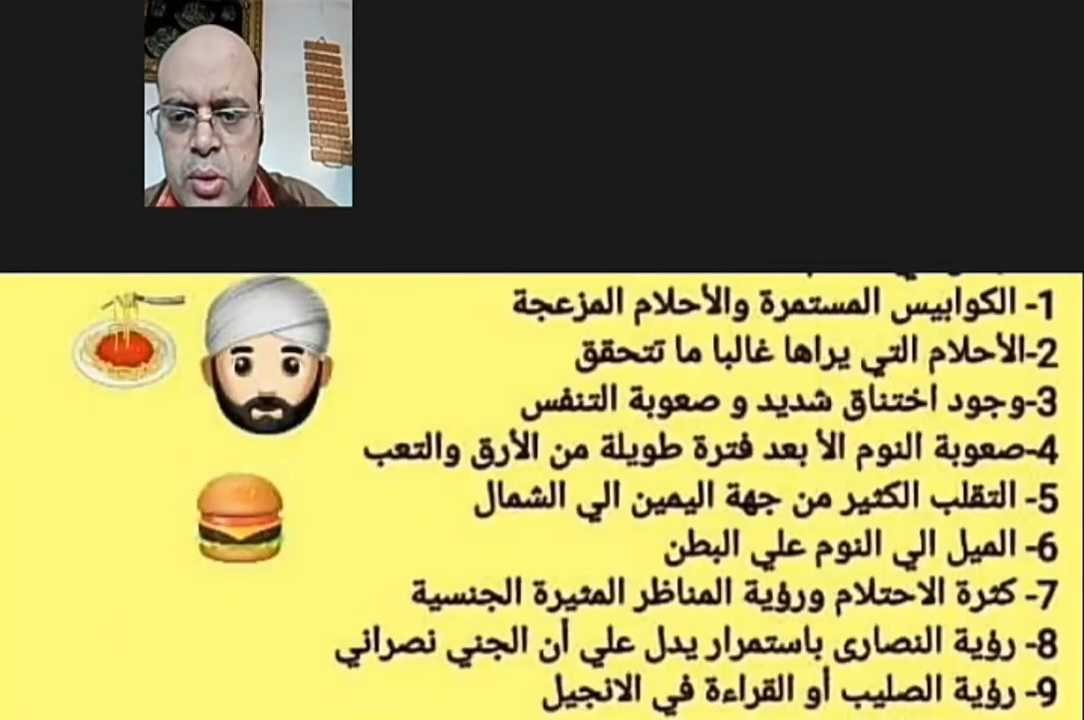 1- الكوابيس المستمرة والأحلام المزعجة
2-الأحلام التي يراها غالبا ما تتحقق
3-وجود اختناق شديد و صعوبة التنفس
4-صعوبة النوم الأ بعد فترة طويلة من الأرق والتعب
5- التقلب الكثير من جهة اليمين الي الشمال
6- الميل الي النوم علي البطن
7- كثرة الاحتلام ورؤية المناظر المثيرة الجنسية
8- رؤية النصارى باستمرار يدل علي أن الجني نصراني
9- رؤية الصليب أو القراءة في الانجيل